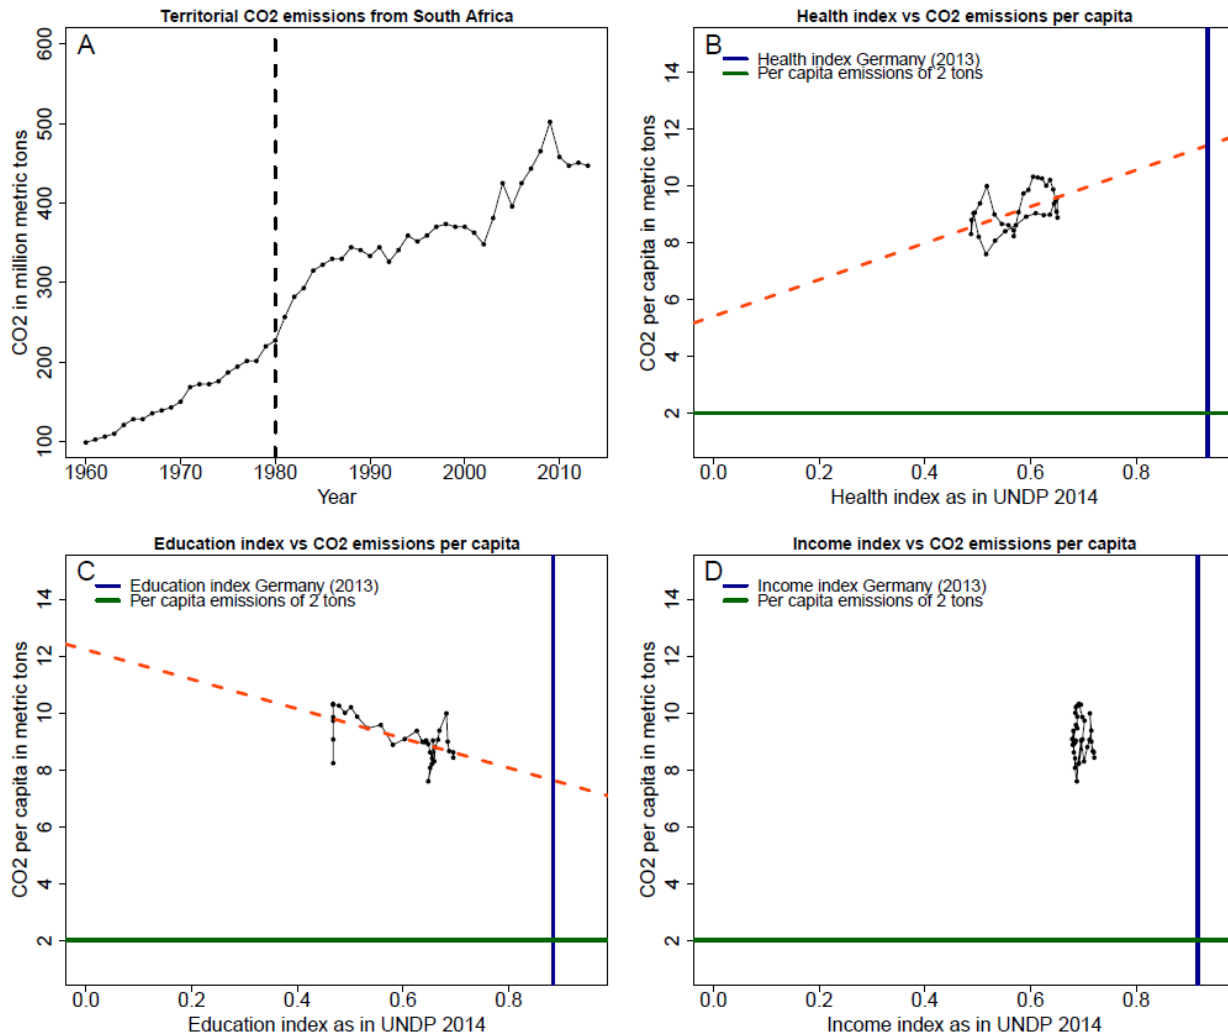 Territorial CO2 emissions from South Africa
A
CO2 in million metric tons
600
500
400
300
200
100
1960 1970 1980 1990 2000 2010
Year
Health index vs CO2 emissions per capita
B
Health index Germany (2013)
Per capita emissions of 2 tons
CO2 per capita in metric tons
14
12
10
8
6
4
2
0.0 0.2 0.4 0.6 0.8
Health index as in UNDP 2014
Education index vs CO2 emissions per capita
C
Education index Germany (2013)
Per capita emissions of 2 tons
CO2 per capita in metric tons
14
12
10
8
6
4
2
0.0 0.2 0.4 0.6 0.8
Education index as in UNDP 2014
Income index vs CO2 emissions per capita
D
Income index Germany (2013)
Per capita emissions of 2 tons
CO2 per capita in metric tons
14
12
10
8
6
4
2
0.0 0.2 0.4 0.6 0.8
Income index as in UNDP 2014